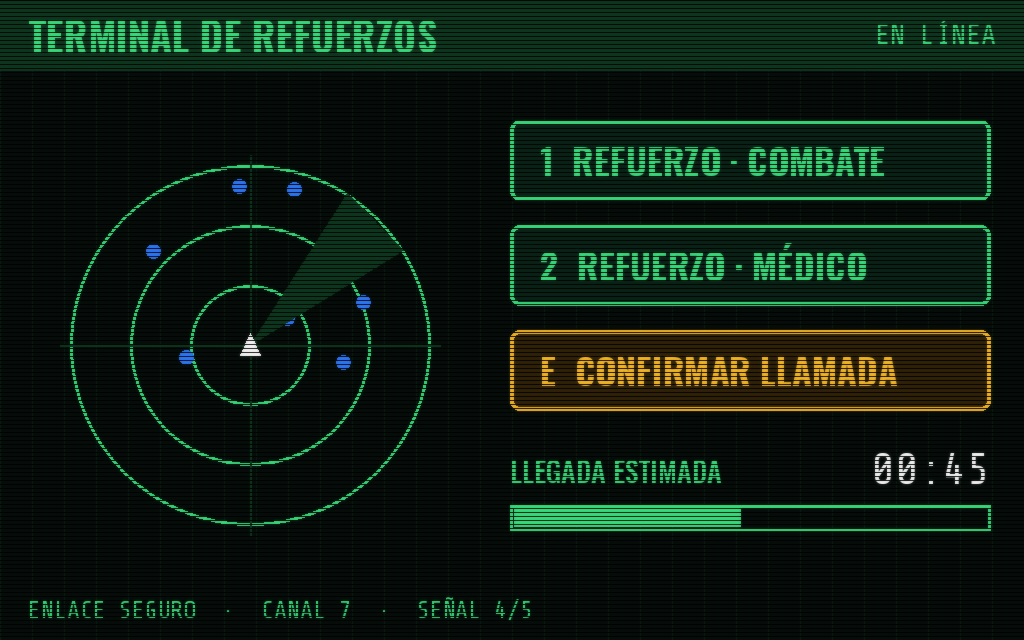 TERMINAL DE REFUERZOS
EN LÍNEA
1 REFUERZO · COMBATE
2 REFUERZO · MÉDICO
E CONFIRMAR LLAMADA
LLEGADA ESTIMADA 00:45
ENLACE SEGURO · CANAL 7 · SEÑAL 4/5